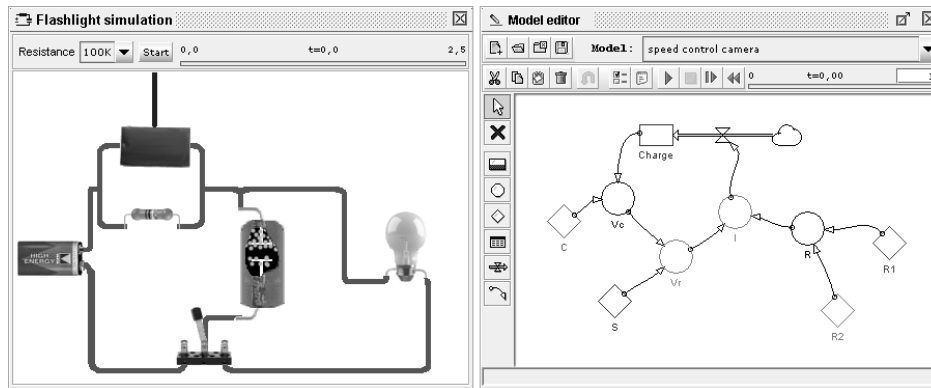 Flashlight simulation
Resistance 100K Start 0,0 t=0,0 2,5
HIGH
ENERGY
Model editor
Model: speed control camera
0 t=0,00
Charge
C
Vc
I
R
R1
Vr
S
R2